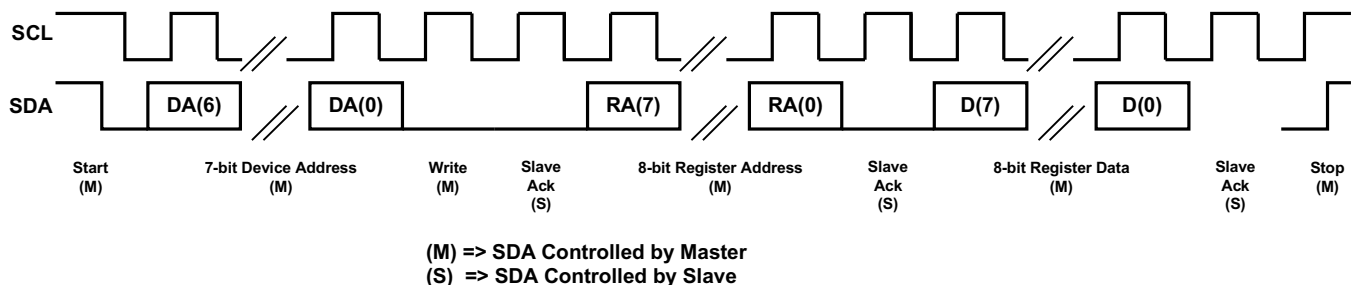 SCL
SDA
DA(6)
DA(0)
RA(7)
RA(0)
D(7)
D(0)
Start
(M)
7-bit Device Address
(M)
Write
(M)
Slave
Ack
(S)
8-bit Register Address
(M)
Slave
Ack
(S)
8-bit Register Data
(M)
Slave
Ack
(S)
Stop
(M)
(M) => SDA Controlled by Master
(S) => SDA Controlled by Slave